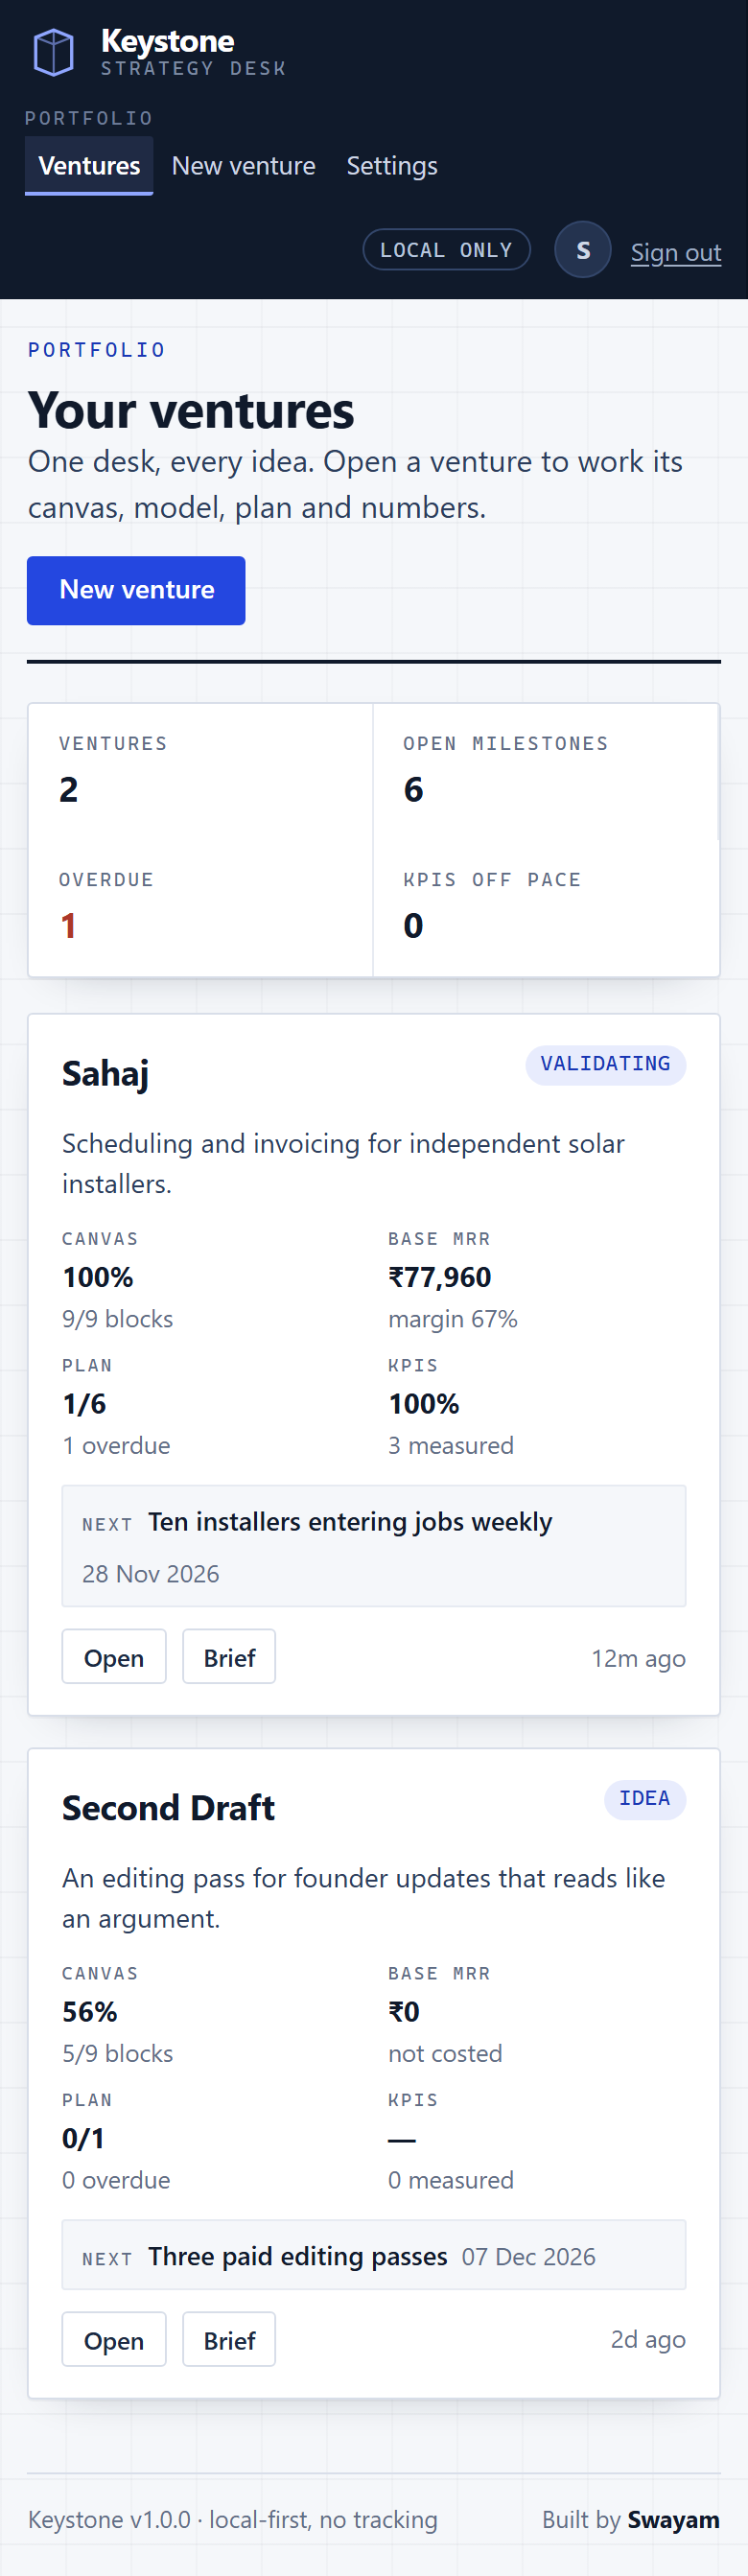 Keystone
STRATEGY DESK
PORTFOLIO
Ventures New venture Settings
LOCAL ONLY S Sign out
PORTFOLIO
Your ventures
One desk, every idea. Open a venture to work its
canvas, model, plan and numbers.
New venture
VENTURES OPEN MILESTONES
2 6
OVERDUE KPIS OFF PACE
1 0
Sahaj VALIDATING
Scheduling and invoicing for independent solar
installers.
CANVAS BASE MRR
100% ₹77,960
9/9 blocks margin 67%
PLAN KPIS
1/6 100%
1 overdue 3 measured
NEXT Ten installers entering jobs weekly
28 Nov 2026
Open Brief 12m ago
Second Draft IDEA
An editing pass for founder updates that reads like
an argument.
CANVAS BASE MRR
56% ₹0
5/9 blocks not costed
PLAN KPIS
0/1 —
0 overdue 0 measured
NEXT Three paid editing passes 07 Dec 2026
Open Brief 2d ago
Keystone v1.0.0 · local-first, no tracking Built by Swayam